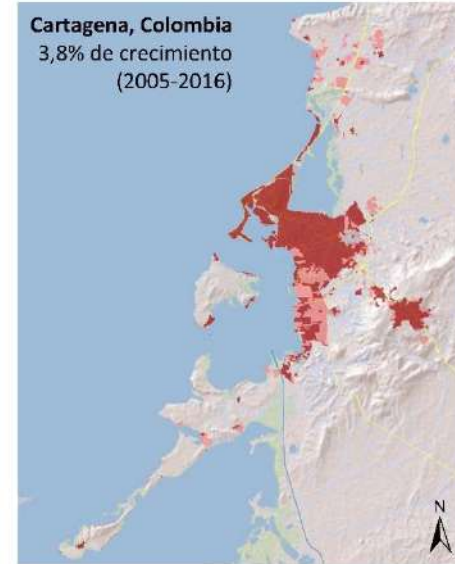 Cartagena, Colombia
3,8% de crecimiento
(2005-2016)
N